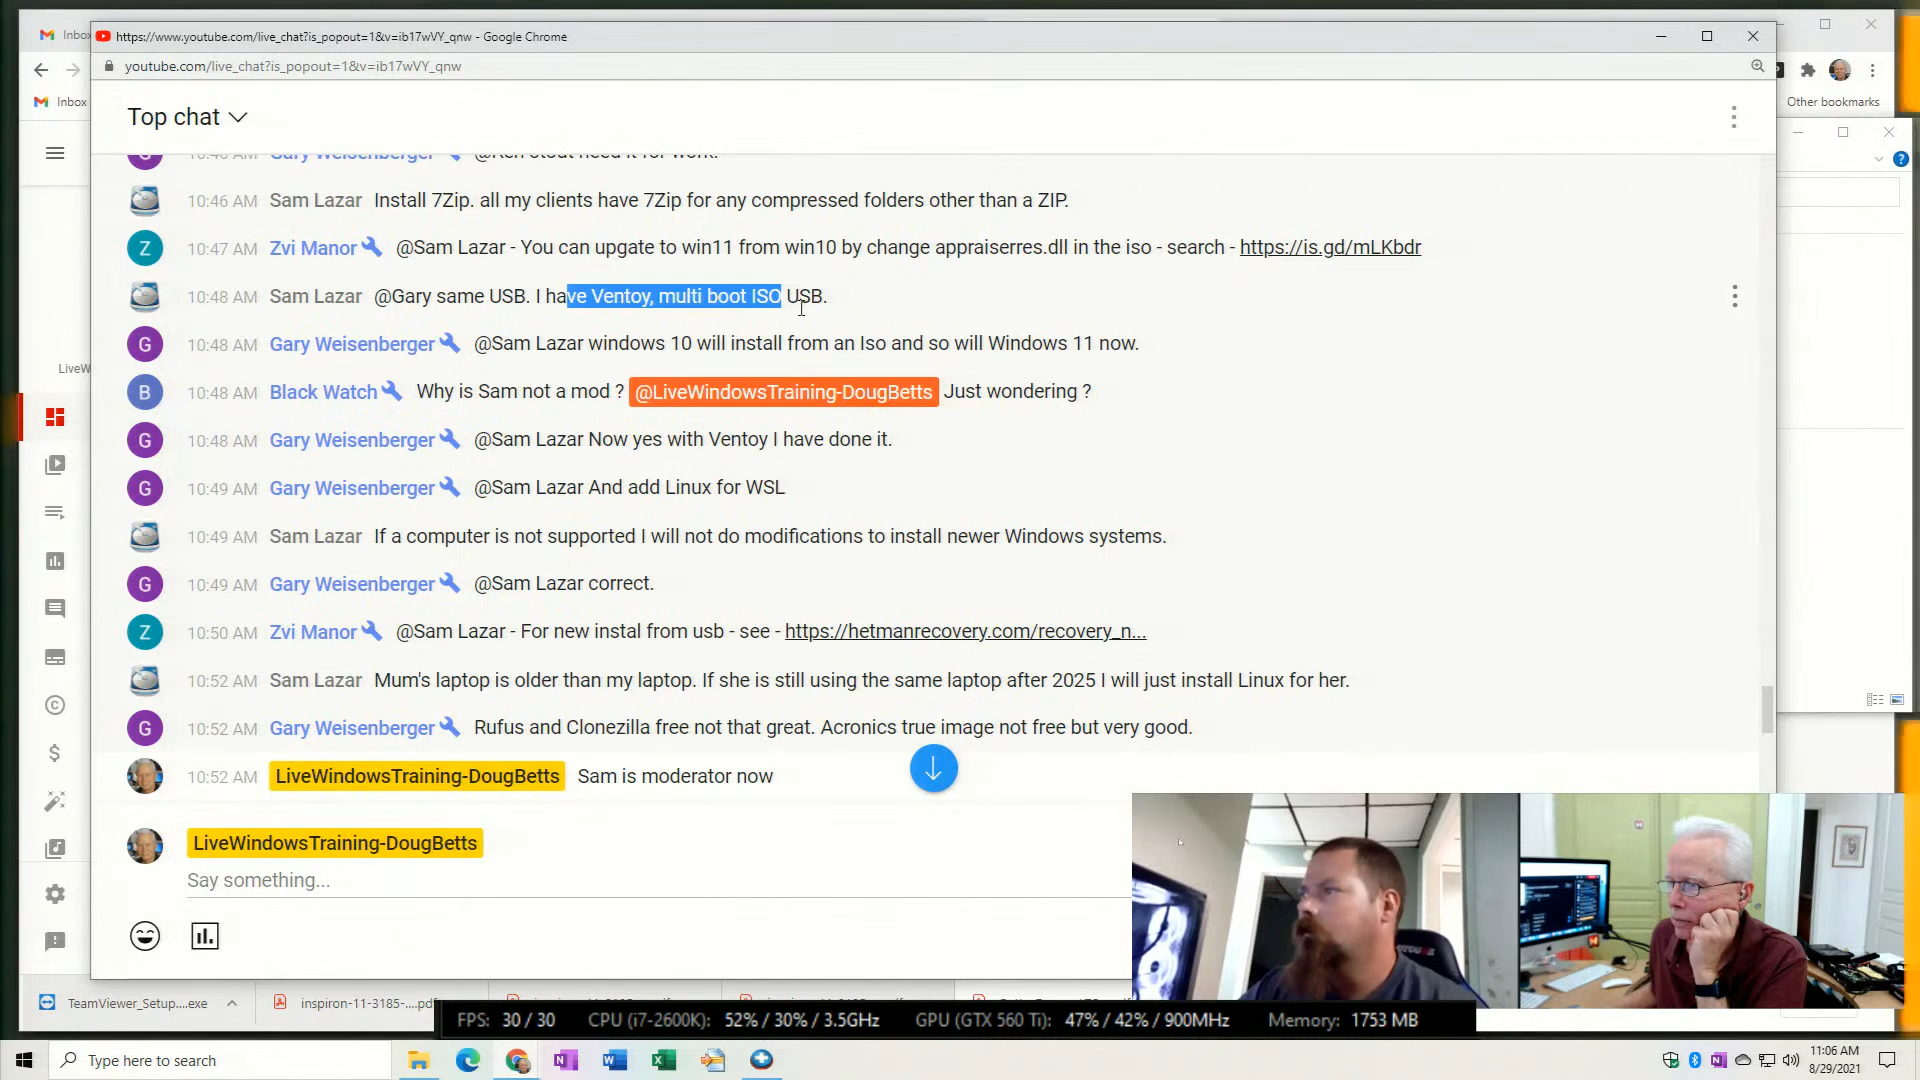 Inbo
https://www.youtube.com/live_chat?is_popout=1&v=ib17wVY_qnw - Google Chrome
youtube.com/live_chat?is_popout=1&v=ib17wVY_qnw
Inbox
Other bookmarks
Top chat
10:46 AM Gary Weisenberger @Ken stout need it for work.
10:46 AM Sam Lazar Install 7Zip. all my clients have 7Zip for any compressed folders other than a ZIP.
Z 10:47 AM Zvi Manor @Sam Lazar - You can upgate to win11 from win10 by change appraiserres.dll in the iso - search - https://is.gd/mLKbdr
10:48 AM Sam Lazar @Gary same USB. I have Ventoy, multi boot ISO USB.
G 10:48 AM Gary Weisenberger @Sam Lazar windows 10 will install from an Iso and so will Windows 11 now.
LiveW
B 10:48 AM Black Watch Why is Sam not a mod ? @LiveWindowsTraining-DougBetts Just wondering ?
G 10:48 AM Gary Weisenberger @Sam Lazar Now yes with Ventoy I have done it.
G 10:49 AM Gary Weisenberger @Sam Lazar And add Linux for WSL
10:49 AM Sam Lazar If a computer is not supported I will not do modifications to install newer Windows systems.
G 10:49 AM Gary Weisenberger @Sam Lazar correct.
Z 10:50 AM Zvi Manor @Sam Lazar - For new instal from usb - see - https://hetmanrecovery.com/recovery_n...
10:52 AM Sam Lazar Mum's laptop is older than my laptop. If she is still using the same laptop after 2025 I will just install Linux for her.
G 10:52 AM Gary Weisenberger Rufus and Clonezilla free not that great. Acronics true image not free but very good.
10:52 AM LiveWindowsTraining-DougBetts Sam is moderator now
LiveWindowsTraining-DougBetts
Say something...
TeamViewer_Setup....exe inspiron-11-3185-....pdf
FPS: 30 / 30 CPU (i7-2600K): 52% / 30% / 3.5GHz GPU (GTX 560 Ti): 47% / 42% / 900MHz Memory: 1753 MB
Type here to search
11:06 AM
8/29/2021